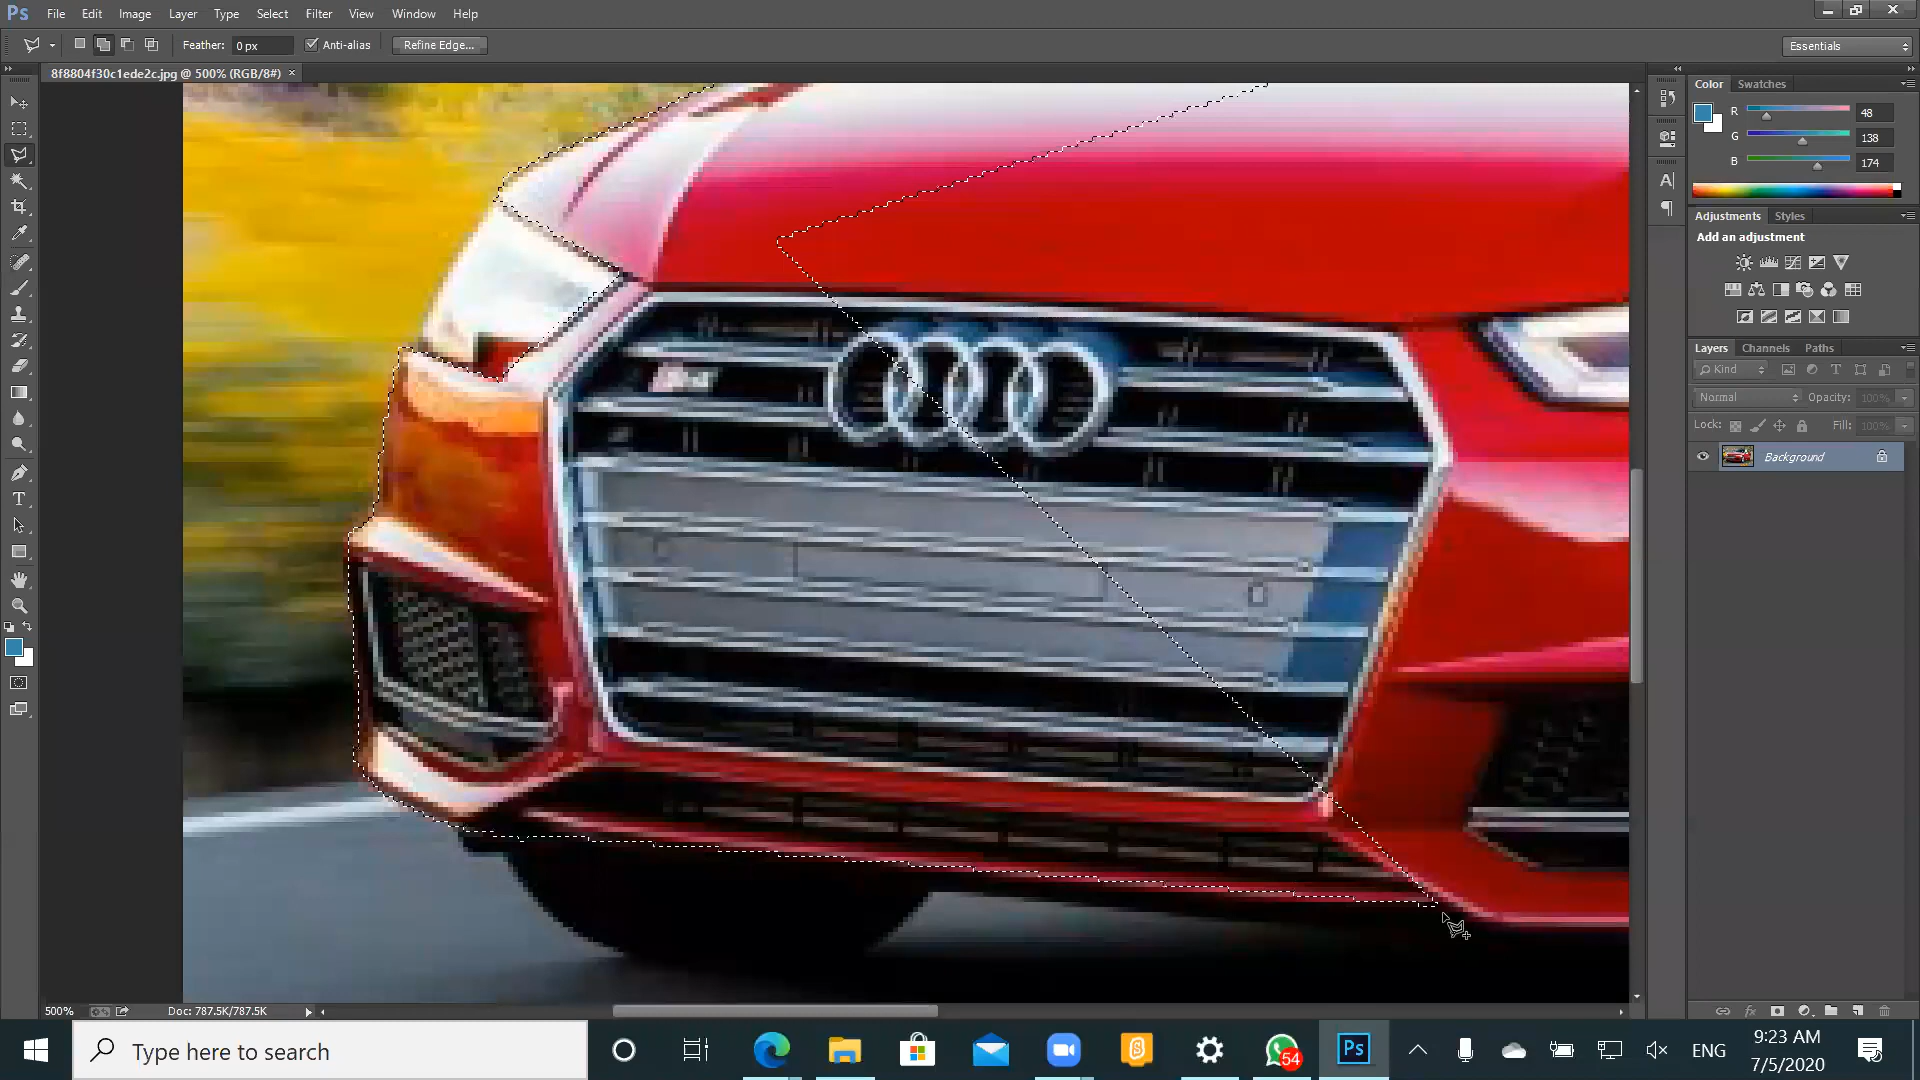 Ps File Edit Image Layer Type Select Filter View Window Help
Feather: 0 px Anti-alias Refine Edge... Essentials
8f8804f30c1ede2c.jpg @ 500% (RGB/8#) ×
Color Swatches
R 48
G 138
B 174
Adjustments Styles
Add an adjustment
Layers Channels Paths
Kind
Normal Opacity: 100%
Lock: Fill: 100%
Background
500% Doc: 787.5K/787.5K
Type here to search
54
Ps
ENG
9:23 AM
7/5/2020